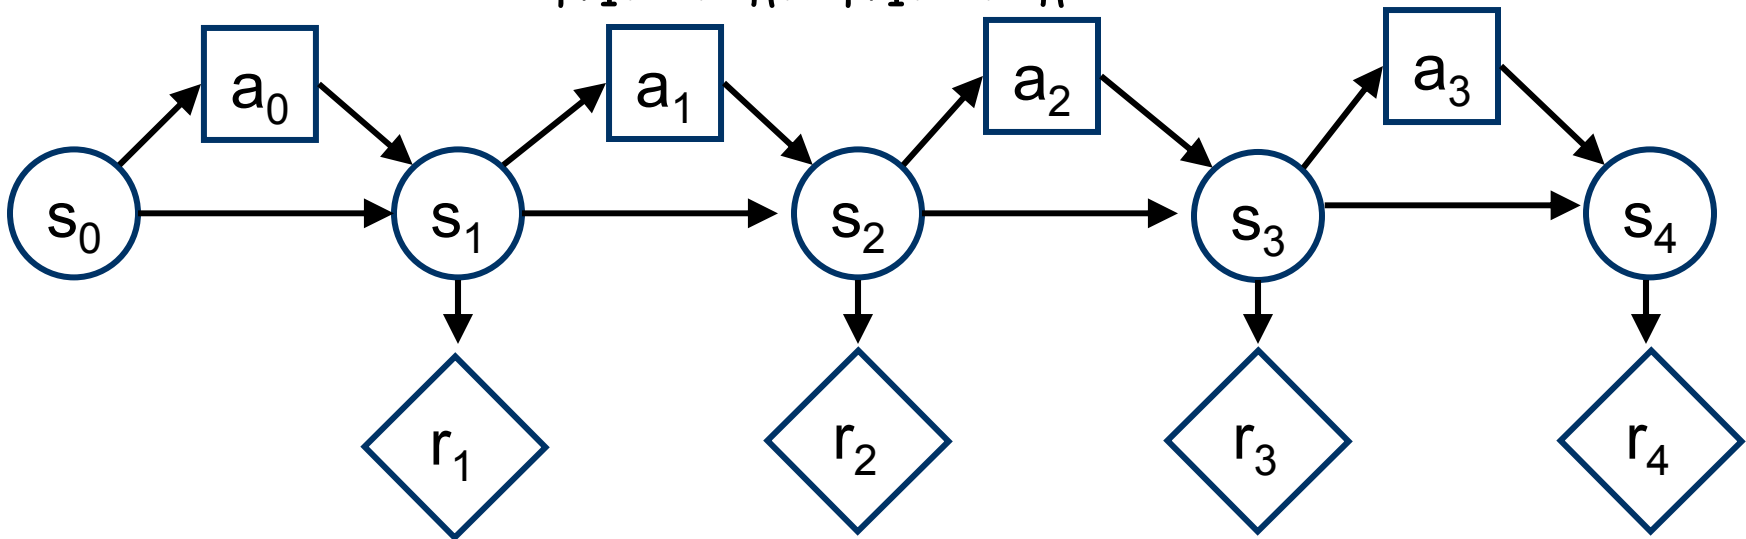 a₀ a₁ a₂ a₃
s₀ s₁ s₂ s₃ s₄
r₁ r₂ r₃ r₄